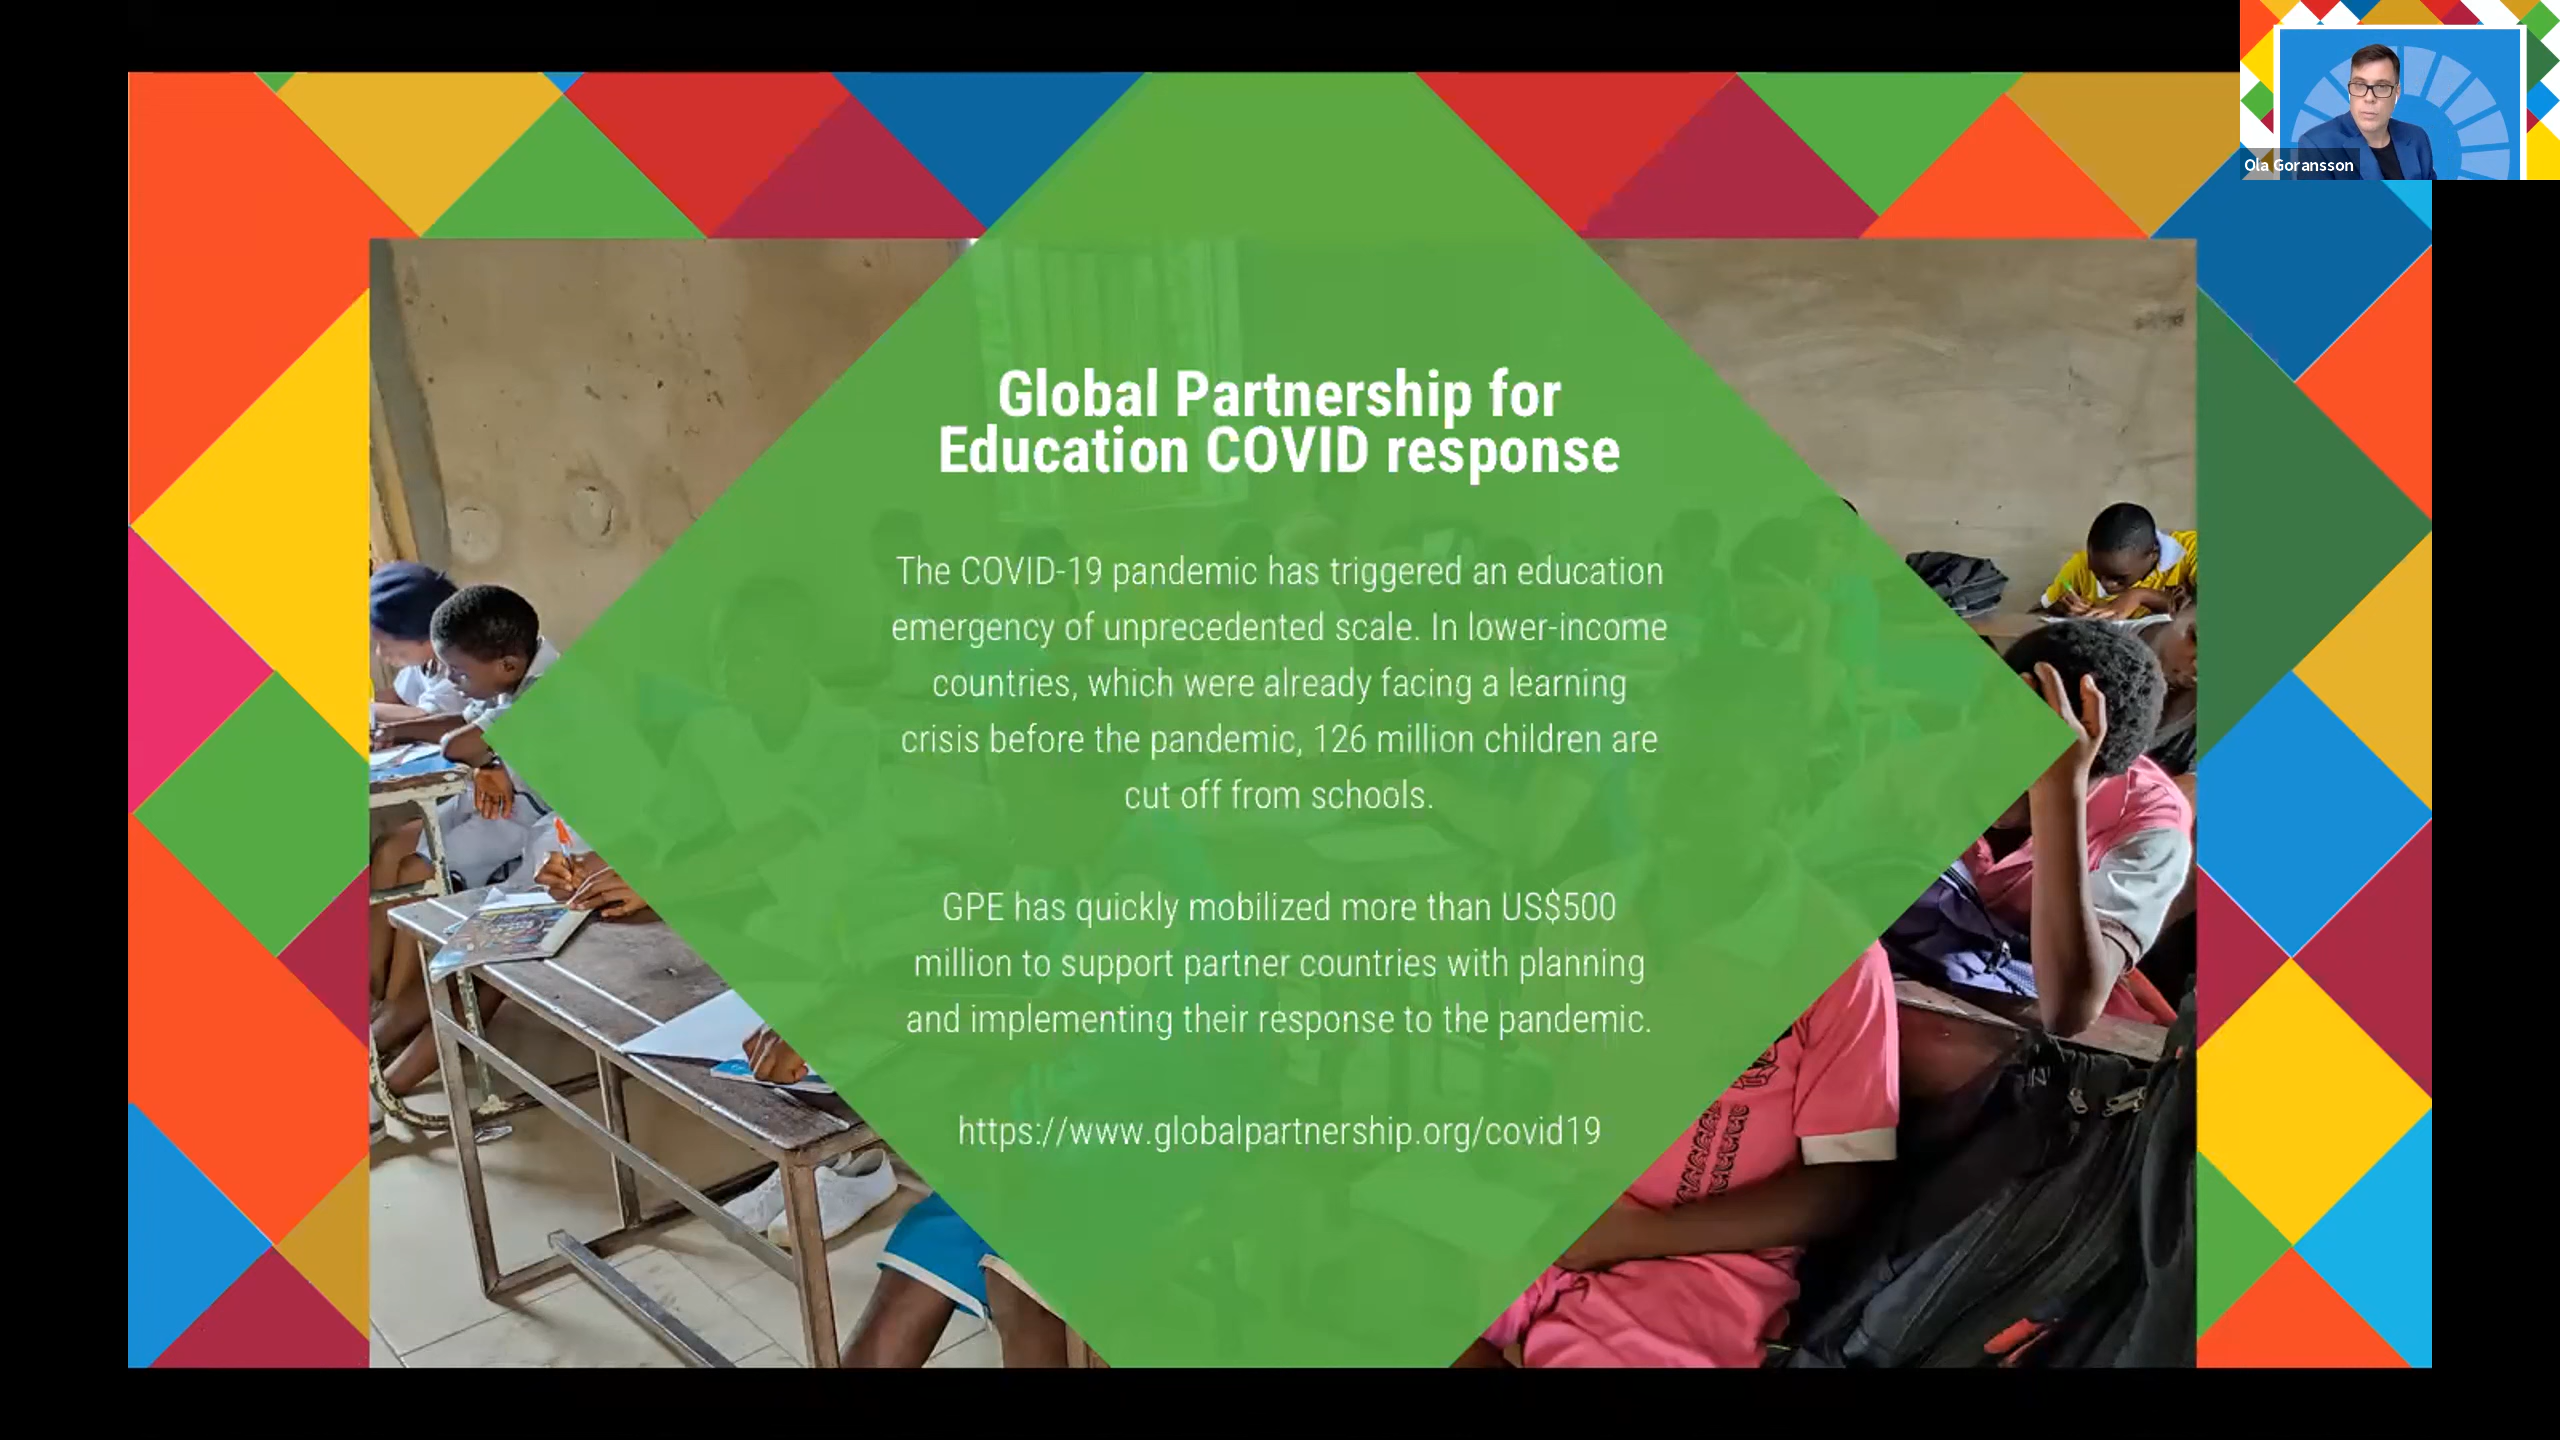 Ola Goransson
Global Partnership for
Education COVID response
The COVID-19 pandemic has triggered an education
emergency of unprecedented scale. In lower-income
countries, which were already facing a learning
crisis before the pandemic, 126 million children are
cut off from schools.
GPE has quickly mobilized more than US$500
million to support partner countries with planning
and implementing their response to the pandemic.
https://www.globalpartnership.org/covid19